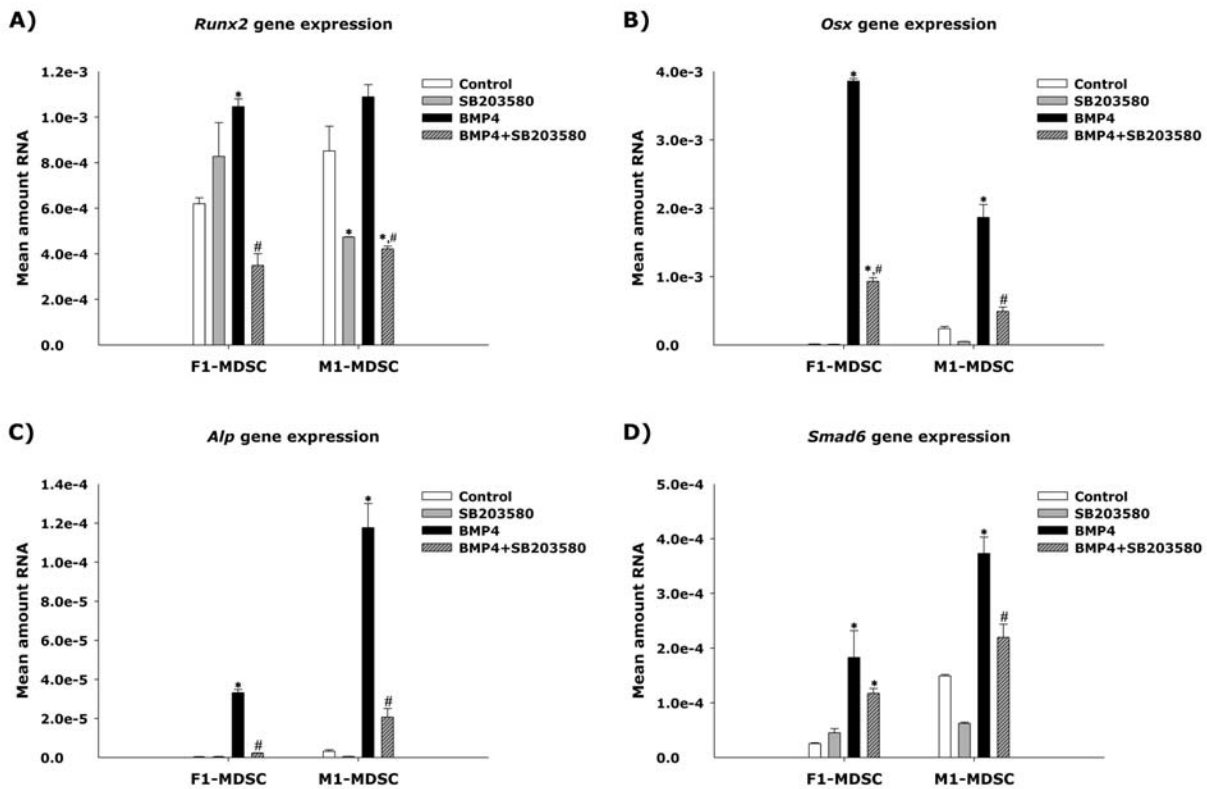 A)
Runx2 gene expression
Mean amount RNA
1.2e-3
1.0e-3
8.0e-4
6.0e-4
4.0e-4
2.0e-4
0.0
*
#
*
*,#
F1-MDSC
M1-MDSC
Control
SB203580
BMP4
BMP4+SB203580
B)
Osx gene expression
Mean amount RNA
4.0e-3
3.0e-3
2.0e-3
1.0e-3
0.0
*
*,#
*
#
F1-MDSC
M1-MDSC
Control
SB203580
BMP4
BMP4+SB203580
C)
Alp gene expression
Mean amount RNA
1.4e-4
1.2e-4
1.0e-4
8.0e-5
6.0e-5
4.0e-5
2.0e-5
0.0
*
#
*
#
F1-MDSC
M1-MDSC
Control
SB203580
BMP4
BMP4+SB203580
D)
Smad6 gene expression
Mean amount RNA
5.0e-4
4.0e-4
3.0e-4
2.0e-4
1.0e-4
0.0
*
*
*
#
F1-MDSC
M1-MDSC
Control
SB203580
BMP4
BMP4+SB203580